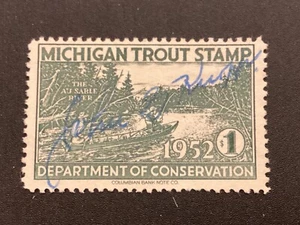 MICHIGAN TROUT STAMP
THE
AU SABLE
RIVER
1952 $1
DEPARTMENT OF CONSERVATION
COLUMBIAN BANK NOTE CO.